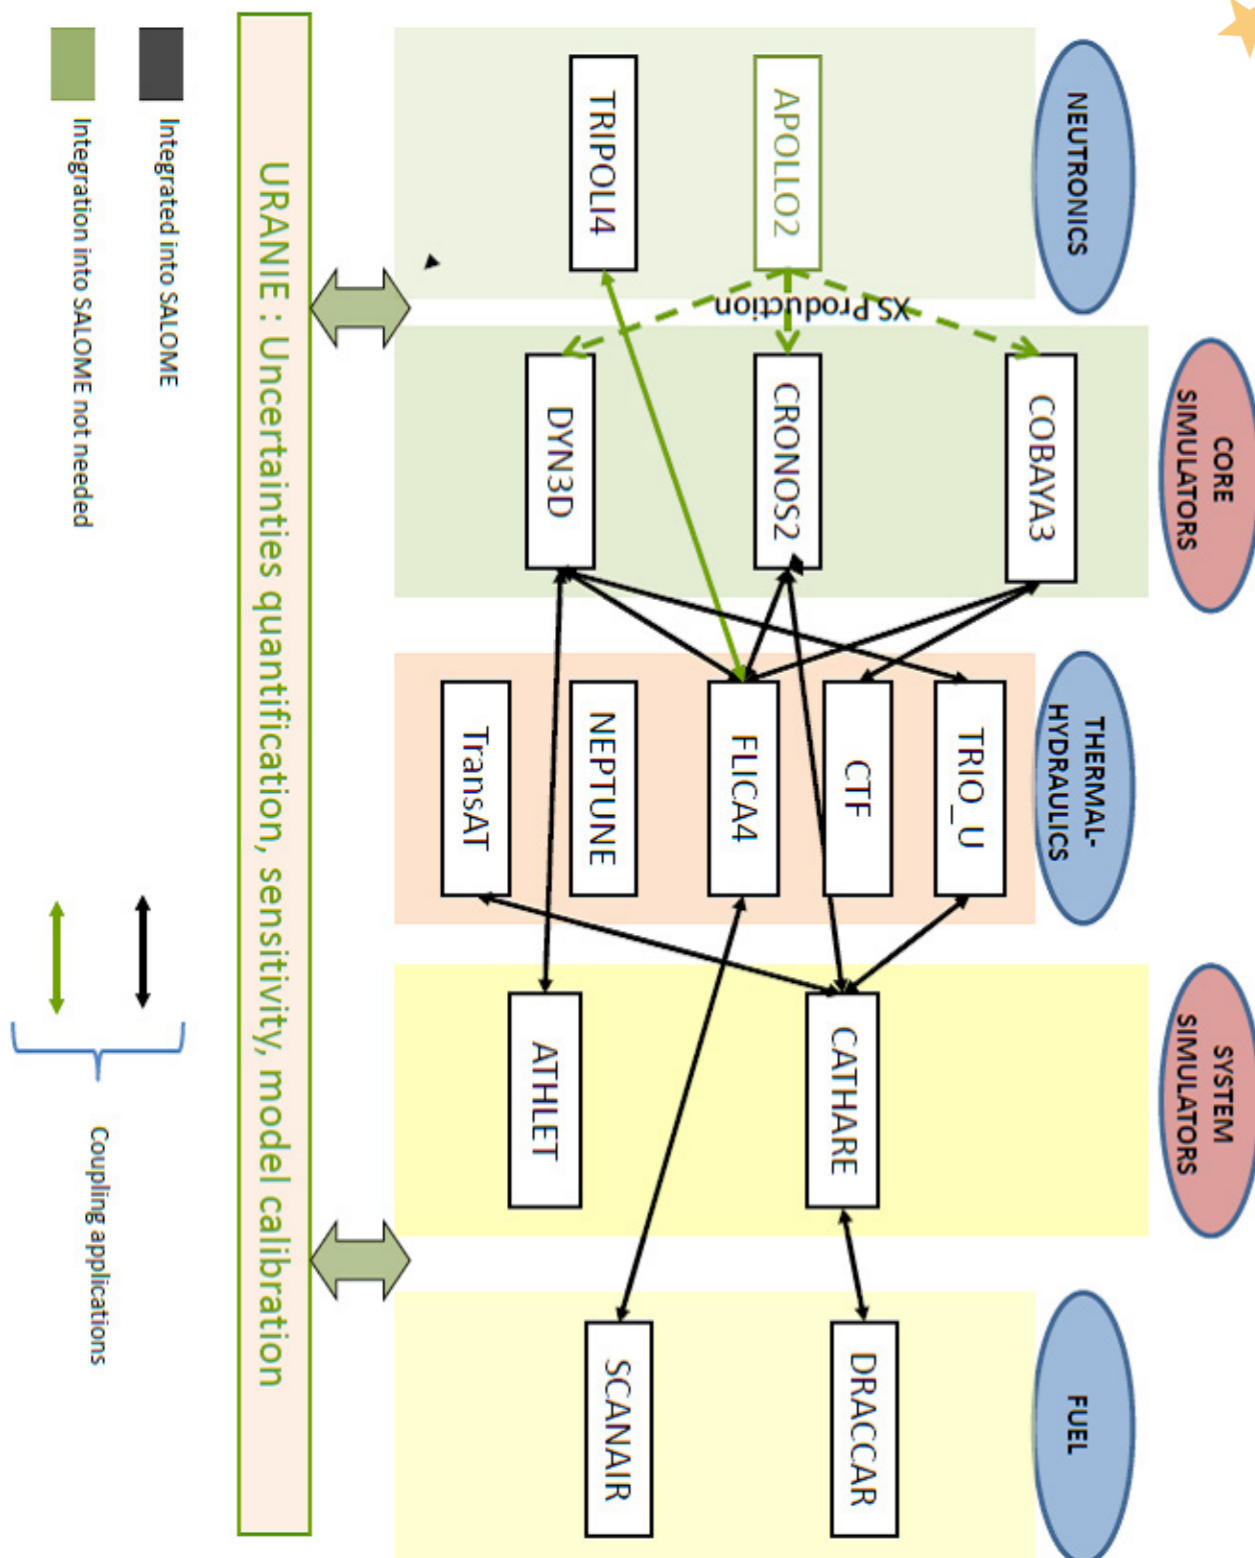 NEUTRONICS
CORE
SIMULATORS
THERMAL-
HYDRAULICS
SYSTEM
SIMULATORS
FUEL
APOLLO2
TRIPOLI4
XS Production
COBAYA3
CRONOS2
DYN3D
TRIO_U
CTF
FLICA4
NEPTUNE
TransAT
CATHARE
ATHLET
DRACCAR
SCANAIR
URANIE : Uncertainties quantification, sensitivity, model calibration
Integrated into SALOME
Integration into SALOME not needed
Coupling applications